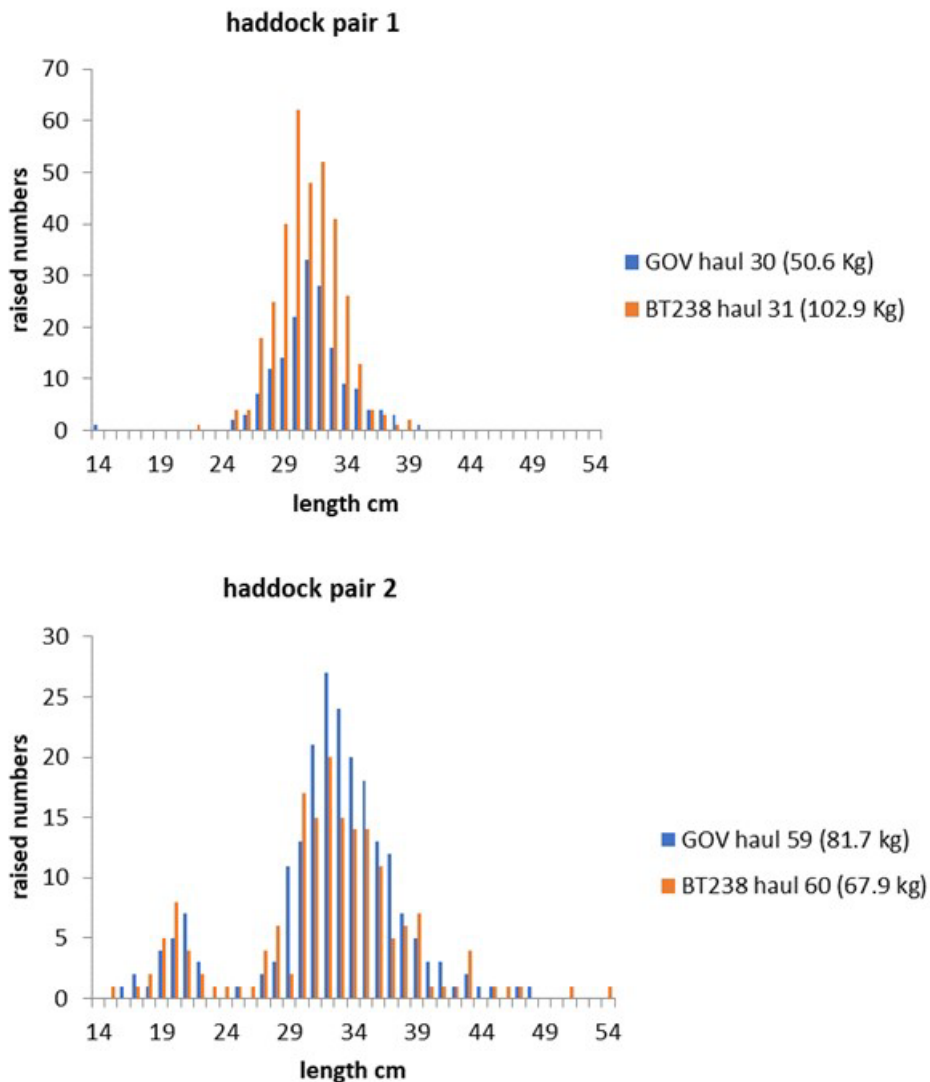 haddock pair 1
70
60
50
40
30
20
10
0
raised numbers
14 19 24 29 34 39 44 49 54
length cm
GOV haul 30 (50.6 Kg)
BT238 haul 31 (102.9 Kg)
haddock pair 2
30
25
20
15
10
5
0
raised numbers
14 19 24 29 34 39 44 49 54
length cm
GOV haul 59 (81.7 kg)
BT238 haul 60 (67.9 kg)